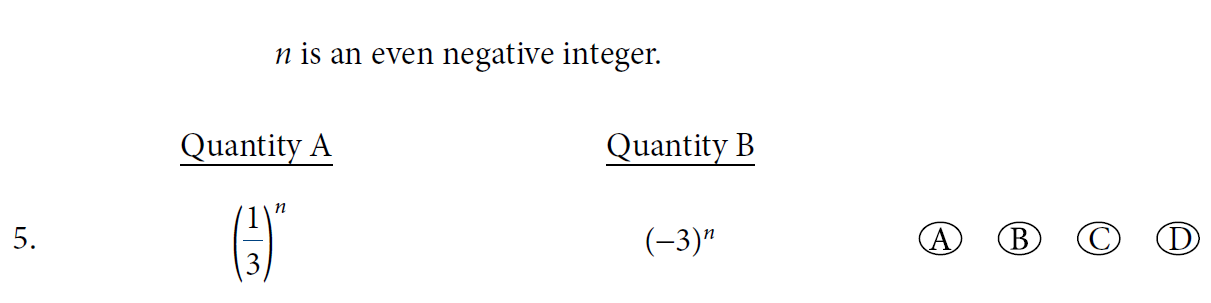 n is an even negative integer.
Quantity A Quantity B
5. (1/3)^n (−3)^n A B C D